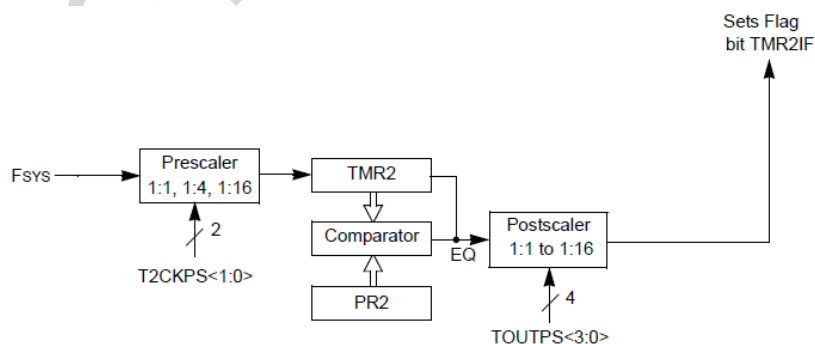 Sets Flag
bit TMR2IF
FSYS
Prescaler
1:1, 1:4, 1:16
2
T2CKPS<1:0>
TMR2
Comparator
EQ
PR2
Postscaler
1:1 to 1:16
4
TOUTPS<3:0>